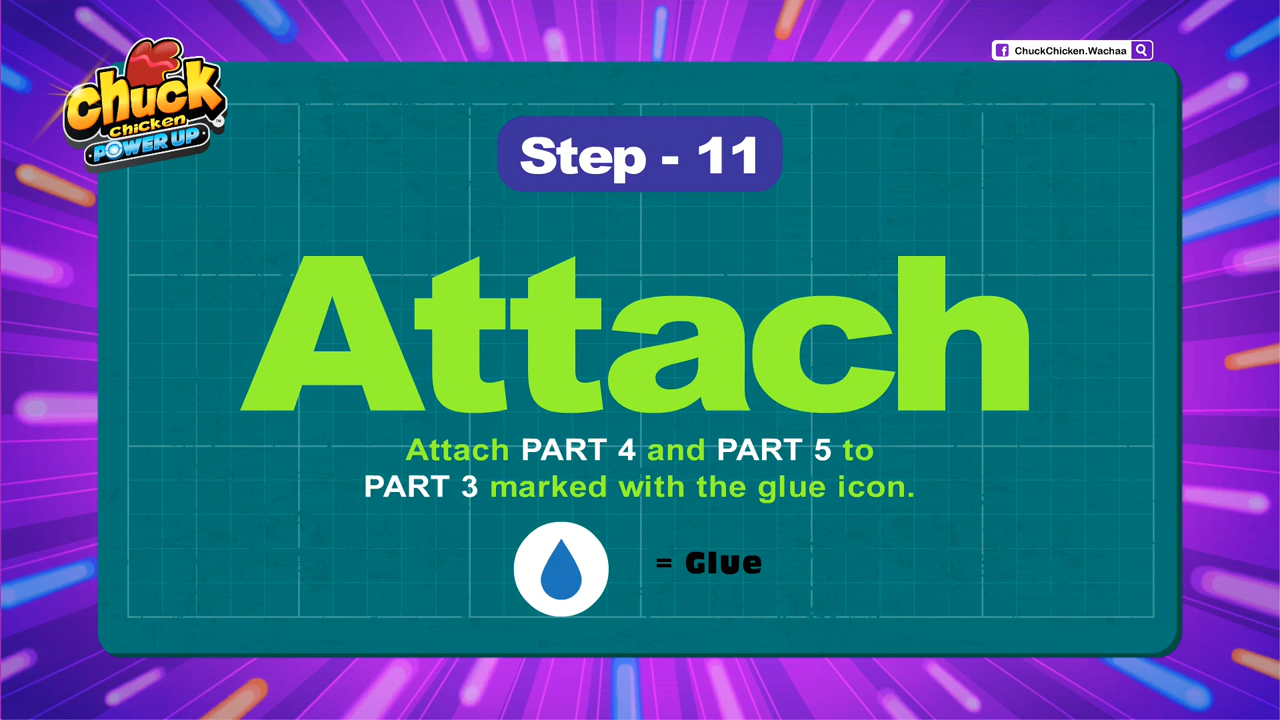 chuck
chicken
POWER UP
ChuckChicken.Wachaa
Step - 11
Attach
Attach PART 4 and PART 5 to
PART 3 marked with the glue icon.
= Glue